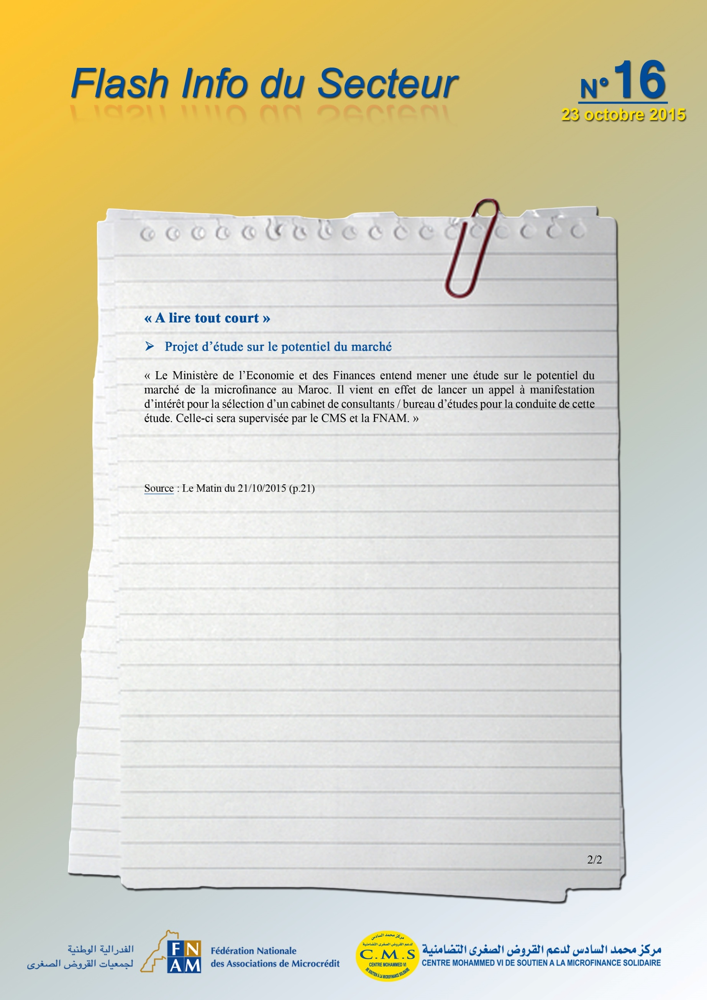 Flash Info du Secteur
N° 16
23 octobre 2015
« A lire tout court »
➢ Projet d’étude sur le potentiel du marché
« Le Ministère de l’Economie et des Finances entend mener une étude sur le potentiel du
marché de la microfinance au Maroc. Il vient en effet de lancer un appel à manifestation
d’intérêt pour la sélection d’un cabinet de consultants / bureau d’études pour la conduite de cette
étude. Celle-ci sera supervisée par le CMS et la FNAM. »
Source : Le Matin du 21/10/2015 (p.21)
2/2
الفدرالية الوطنية
لجمعيات القروض الصغرى
FN
AM
Fédération Nationale
des Associations de Microcrédit
مركز محمد السادس
لدعم القروض الصغرى التضامنية
C.M.S
CENTRE MOHAMMED VI
DE SOUTIEN À LA MICROFINANCE SOLIDAIRE
مركز محمد السادس لدعم القروض الصغرى التضامنية
CENTRE MOHAMMED VI DE SOUTIEN A LA MICROFINANCE SOLIDAIRE